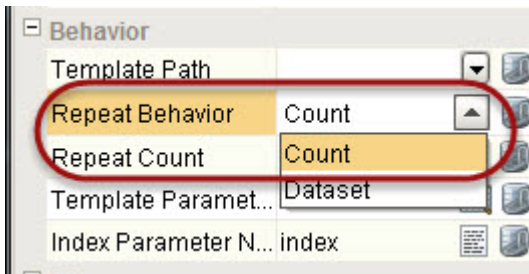 Behavior
Template Path
Repeat Behavior Count
Repeat Count Count
Template Paramet... Dataset
Index Parameter N... index